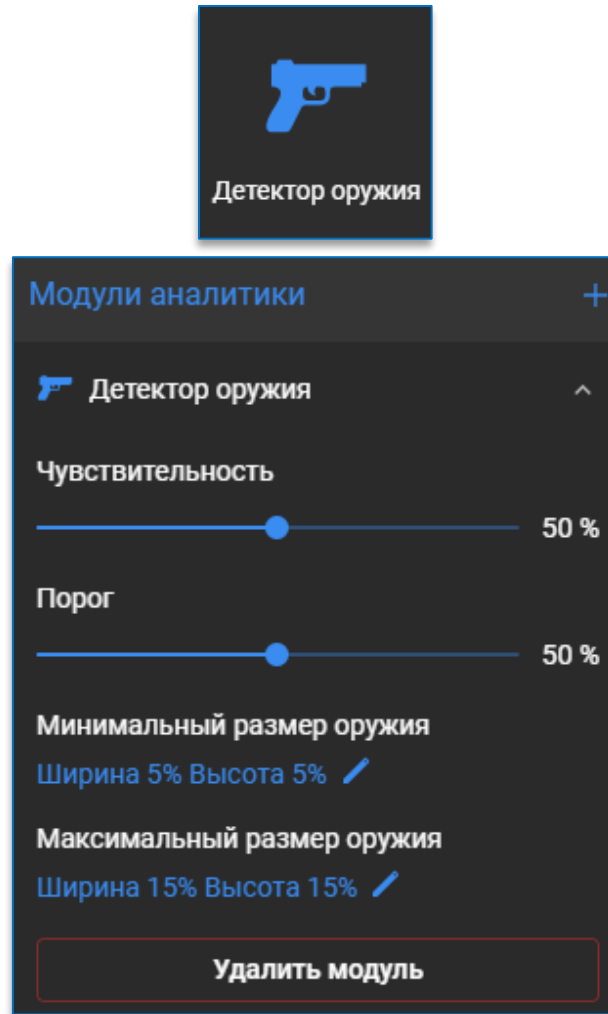 Детектор оружия
Модули аналитики
Детектор оружия
Чувствительность
50 %
Порог
50 %
Минимальный размер оружия
Ширина 5% Высота 5%
Максимальный размер оружия
Ширина 15% Высота 15%
Удалить модуль